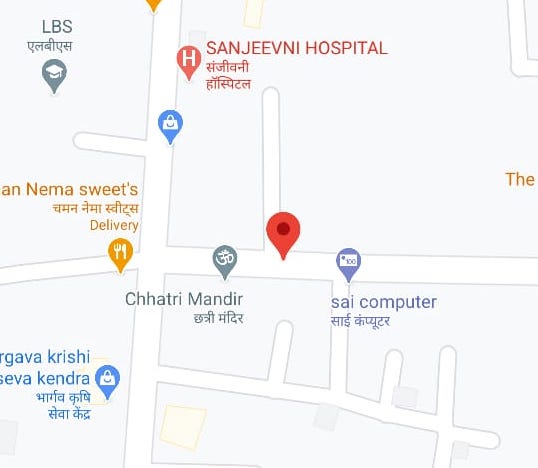 LBS
एलबीएस
SANJEEVNI HOSPITAL
संजीवनी
हॉस्पिटल
The
an Nema sweet's
चमन नेमा स्वीट्स
Delivery
Chhatri Mandir
छत्री मंदिर
sai computer
साई कंप्यूटर
rgava krishi
seva kendra
भार्गव कृषि
सेवा केंद्र